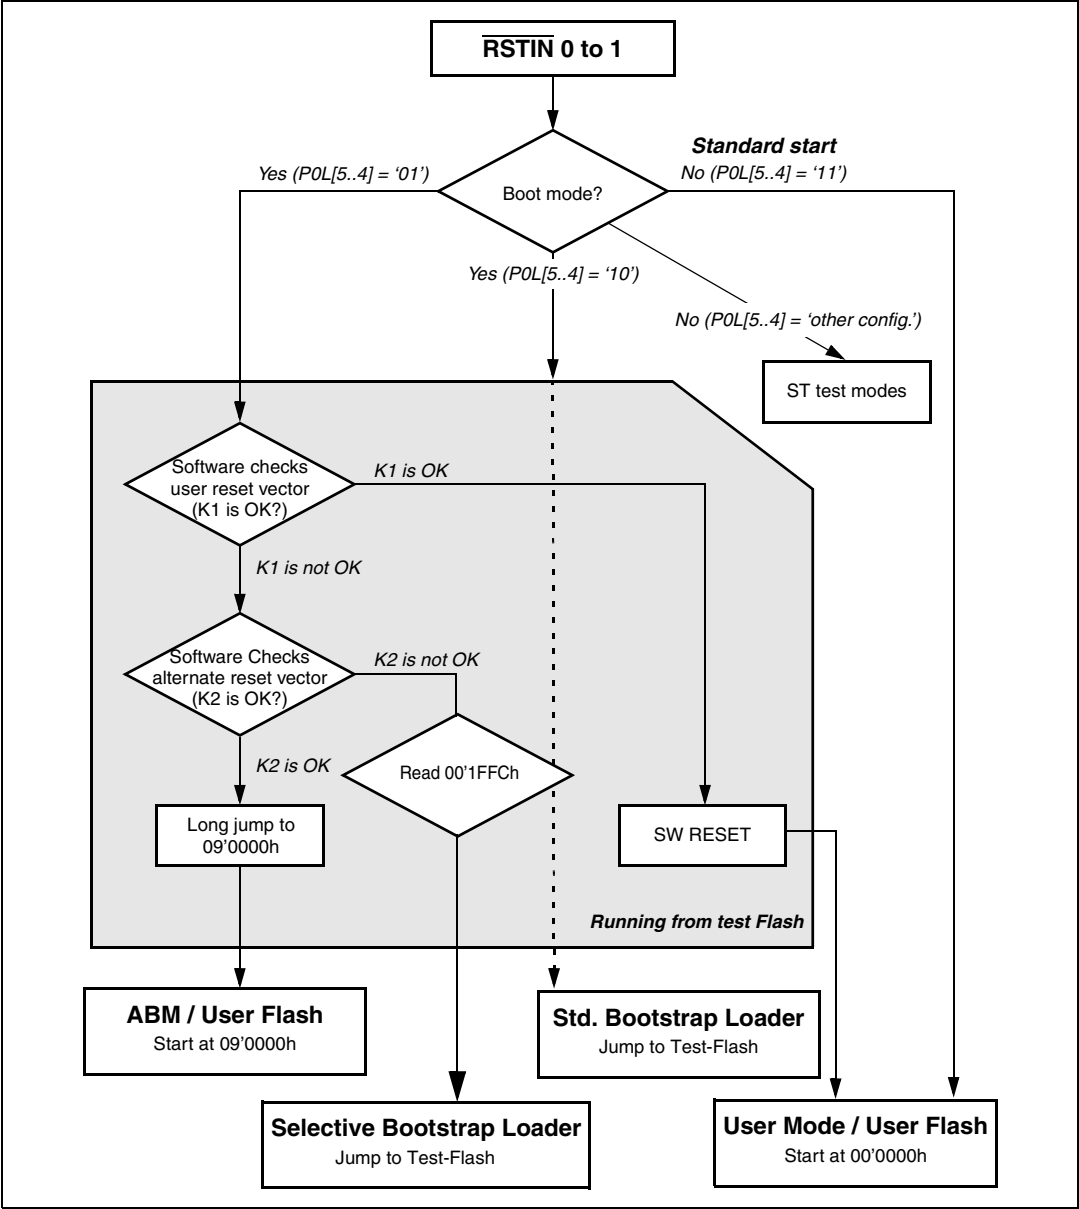 RSTIN 0 to 1
Standard start
Yes (P0L[5..4] = ‘01’)
No (P0L[5..4] = ‘11’)
Boot mode?
Yes (P0L[5..4] = ‘10’)
No (P0L[5..4] = ‘other config.’)
ST test modes
Software checks
user reset vector
(K1 is OK?)
K1 is OK
K1 is not OK
Software Checks
alternate reset vector
(K2 is OK?)
K2 is not OK
K2 is OK
Read 00’1FFCh
Long jump to
09’0000h
SW RESET
Running from test Flash
ABM / User Flash
Start at 09’0000h
Std. Bootstrap Loader
Jump to Test-Flash
Selective Bootstrap Loader
Jump to Test-Flash
User Mode / User Flash
Start at 00’0000h